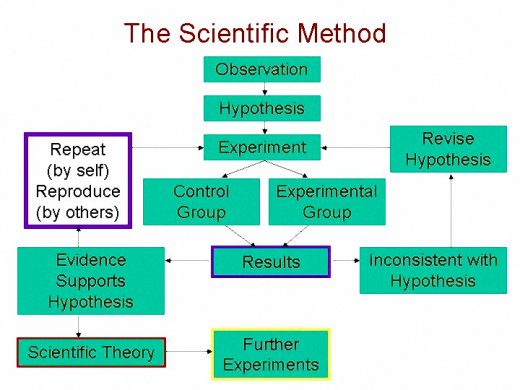 The Scientific Method
Observation
Hypothesis
Experiment
Repeat
(by self)
Reproduce
(by others)
Revise
Hypothesis
Control
Group
Experimental
Group
Evidence
Supports
Hypothesis
Results
Inconsistent with
Hypothesis
Scientific Theory
Further
Experiments